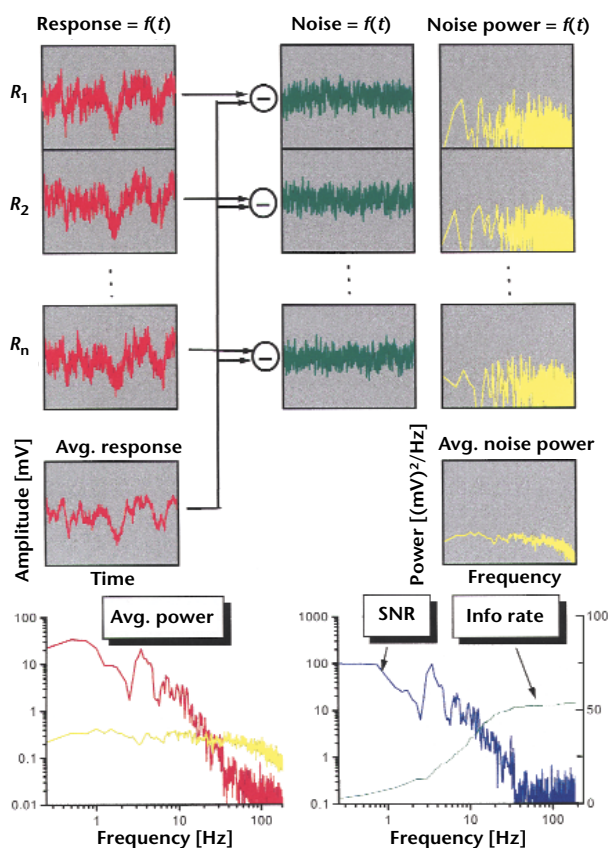 Response = f(t) Noise = f(t) Noise power = f(t)
R1
R2
Rn
Avg. response
Avg. noise power
Amplitude [mV]
Power [(mV)²/Hz]
Time
Frequency
Avg. power
SNR
Info rate
100
10
1
0.1
0.01
1 10 100
Frequency [Hz]
1000
100
10
1
0.1
100
75
50
25
0
1 10 100
Frequency [Hz]